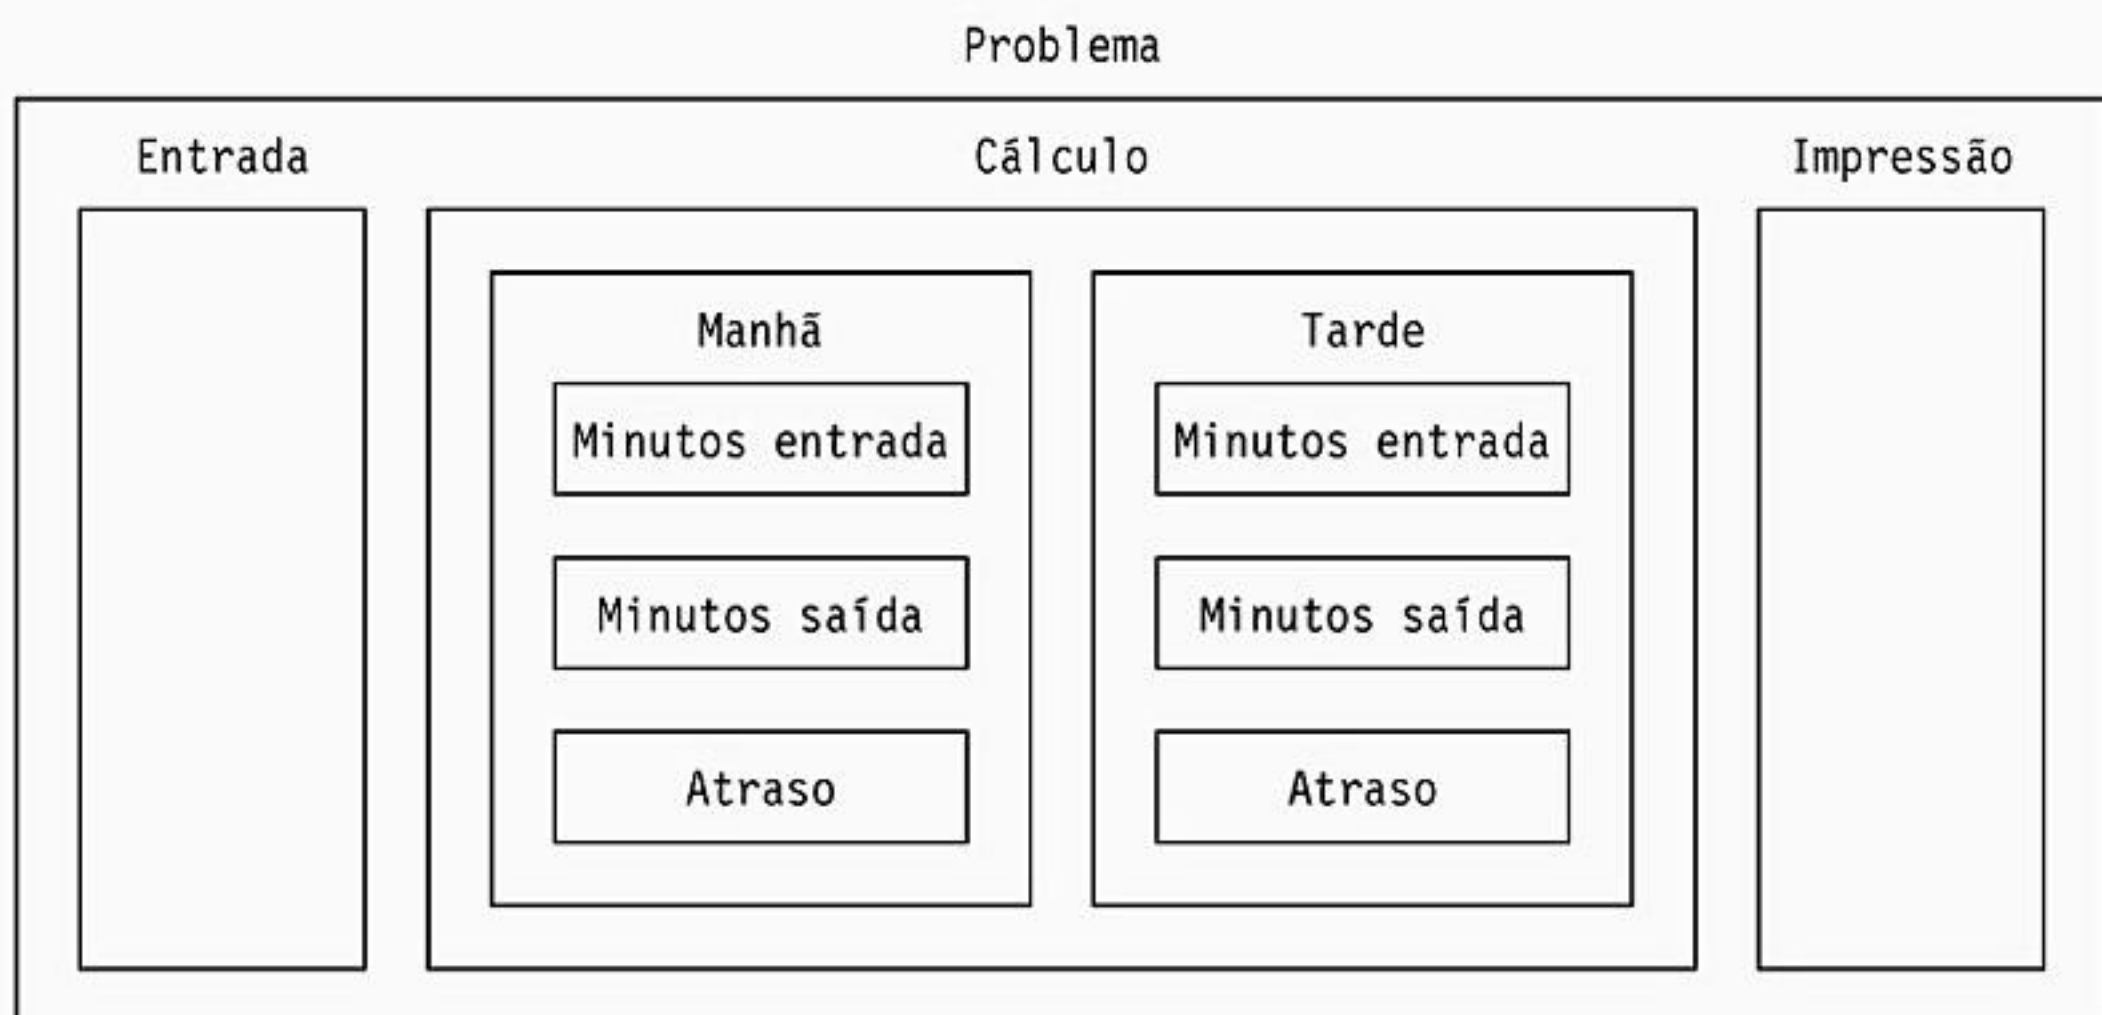 Problema
Entrada
Cálculo
Impressão
Manhã
Minutos entrada
Minutos saída
Atraso
Tarde
Minutos entrada
Minutos saída
Atraso